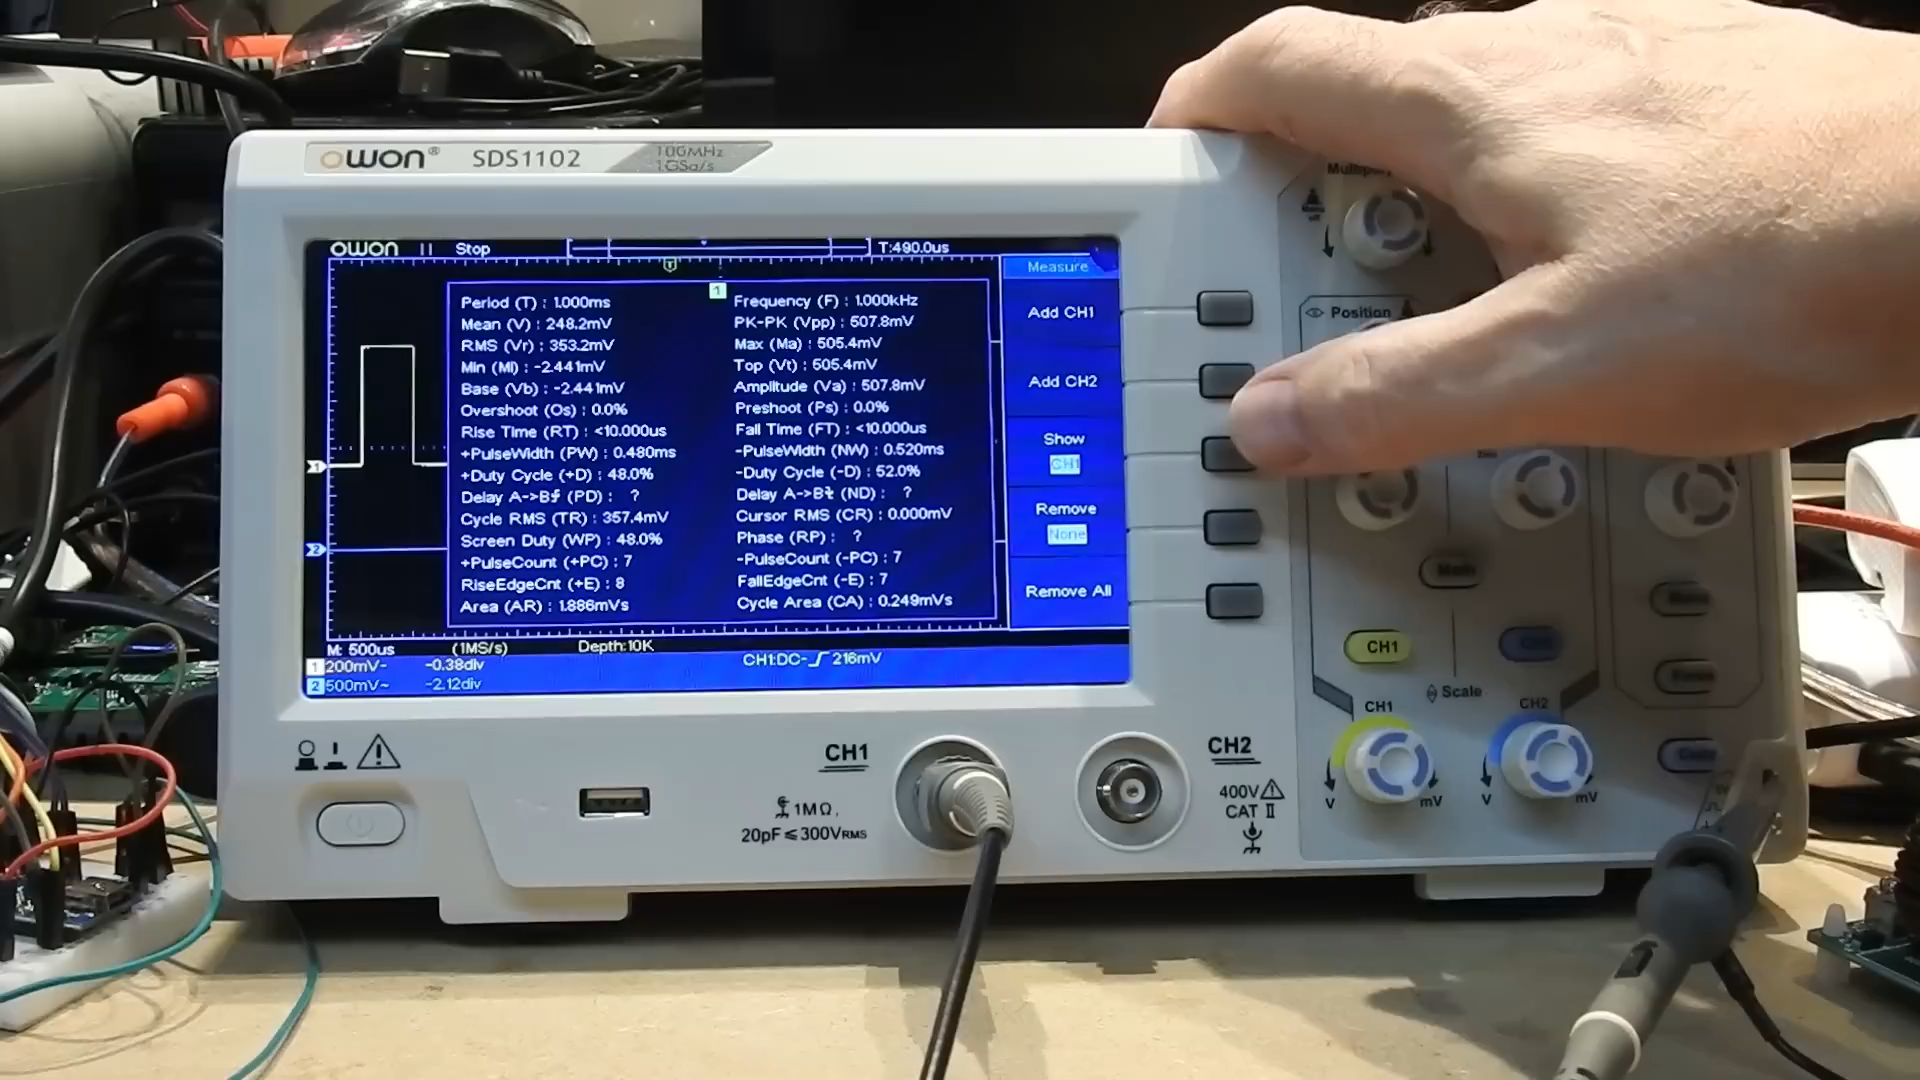 owon® SDS1102 100MHz
1GSa/s
owon Stop T:490.0us
T
Measure
1
Period (T) : 1.000ms Frequency (F) : 1.000kHz
Mean (V) : 248.2mV PK-PK (Vpp) : 507.8mV
RMS (Vr) : 353.2mV Max (Ma) : 505.4mV
Min (Mi) : -2.441mV Top (Vt) : 505.4mV
Base (Vb) : -2.441mV Amplitude (Va) : 507.8mV
Overshoot (Os) : 0.0% Preshoot (Ps) : 0.0%
Rise Time (RT) : <10.000us Fall Time (FT) : <10.000us
+PulseWidth (PW) : 0.480ms -PulseWidth (NW) : 0.520ms
+Duty Cycle (+D) : 48.0% -Duty Cycle (-D) : 52.0%
Delay A->B (PD) : ? Delay A->B (ND) : ?
Cycle RMS (TR) : 357.4mV Cursor RMS (CR) : 0.000mV
Screen Duty (WP) : 48.0% Phase (RP) : ?
+PulseCount (+PC) : 7 -PulseCount (-PC) : 7
RiseEdgeCnt (+E) : 8 FallEdgeCnt (-E) : 7
Area (AR) : 1.886mVs Cycle Area (CA) : 0.249mVs
1
2
Add CH1
Add CH2
Show
CH1
Remove
None
Remove All
M: 500us (1MS/s) Depth:10K
1 200mV- -0.38div CH1:DC- 216mV
2 500mV~ -2.12div
Position
Math
CH1
Scale
CH1 CH2
V mV V mV
CH1
1MΩ,
20pF≤300VRMS
CH2
400V
CAT II